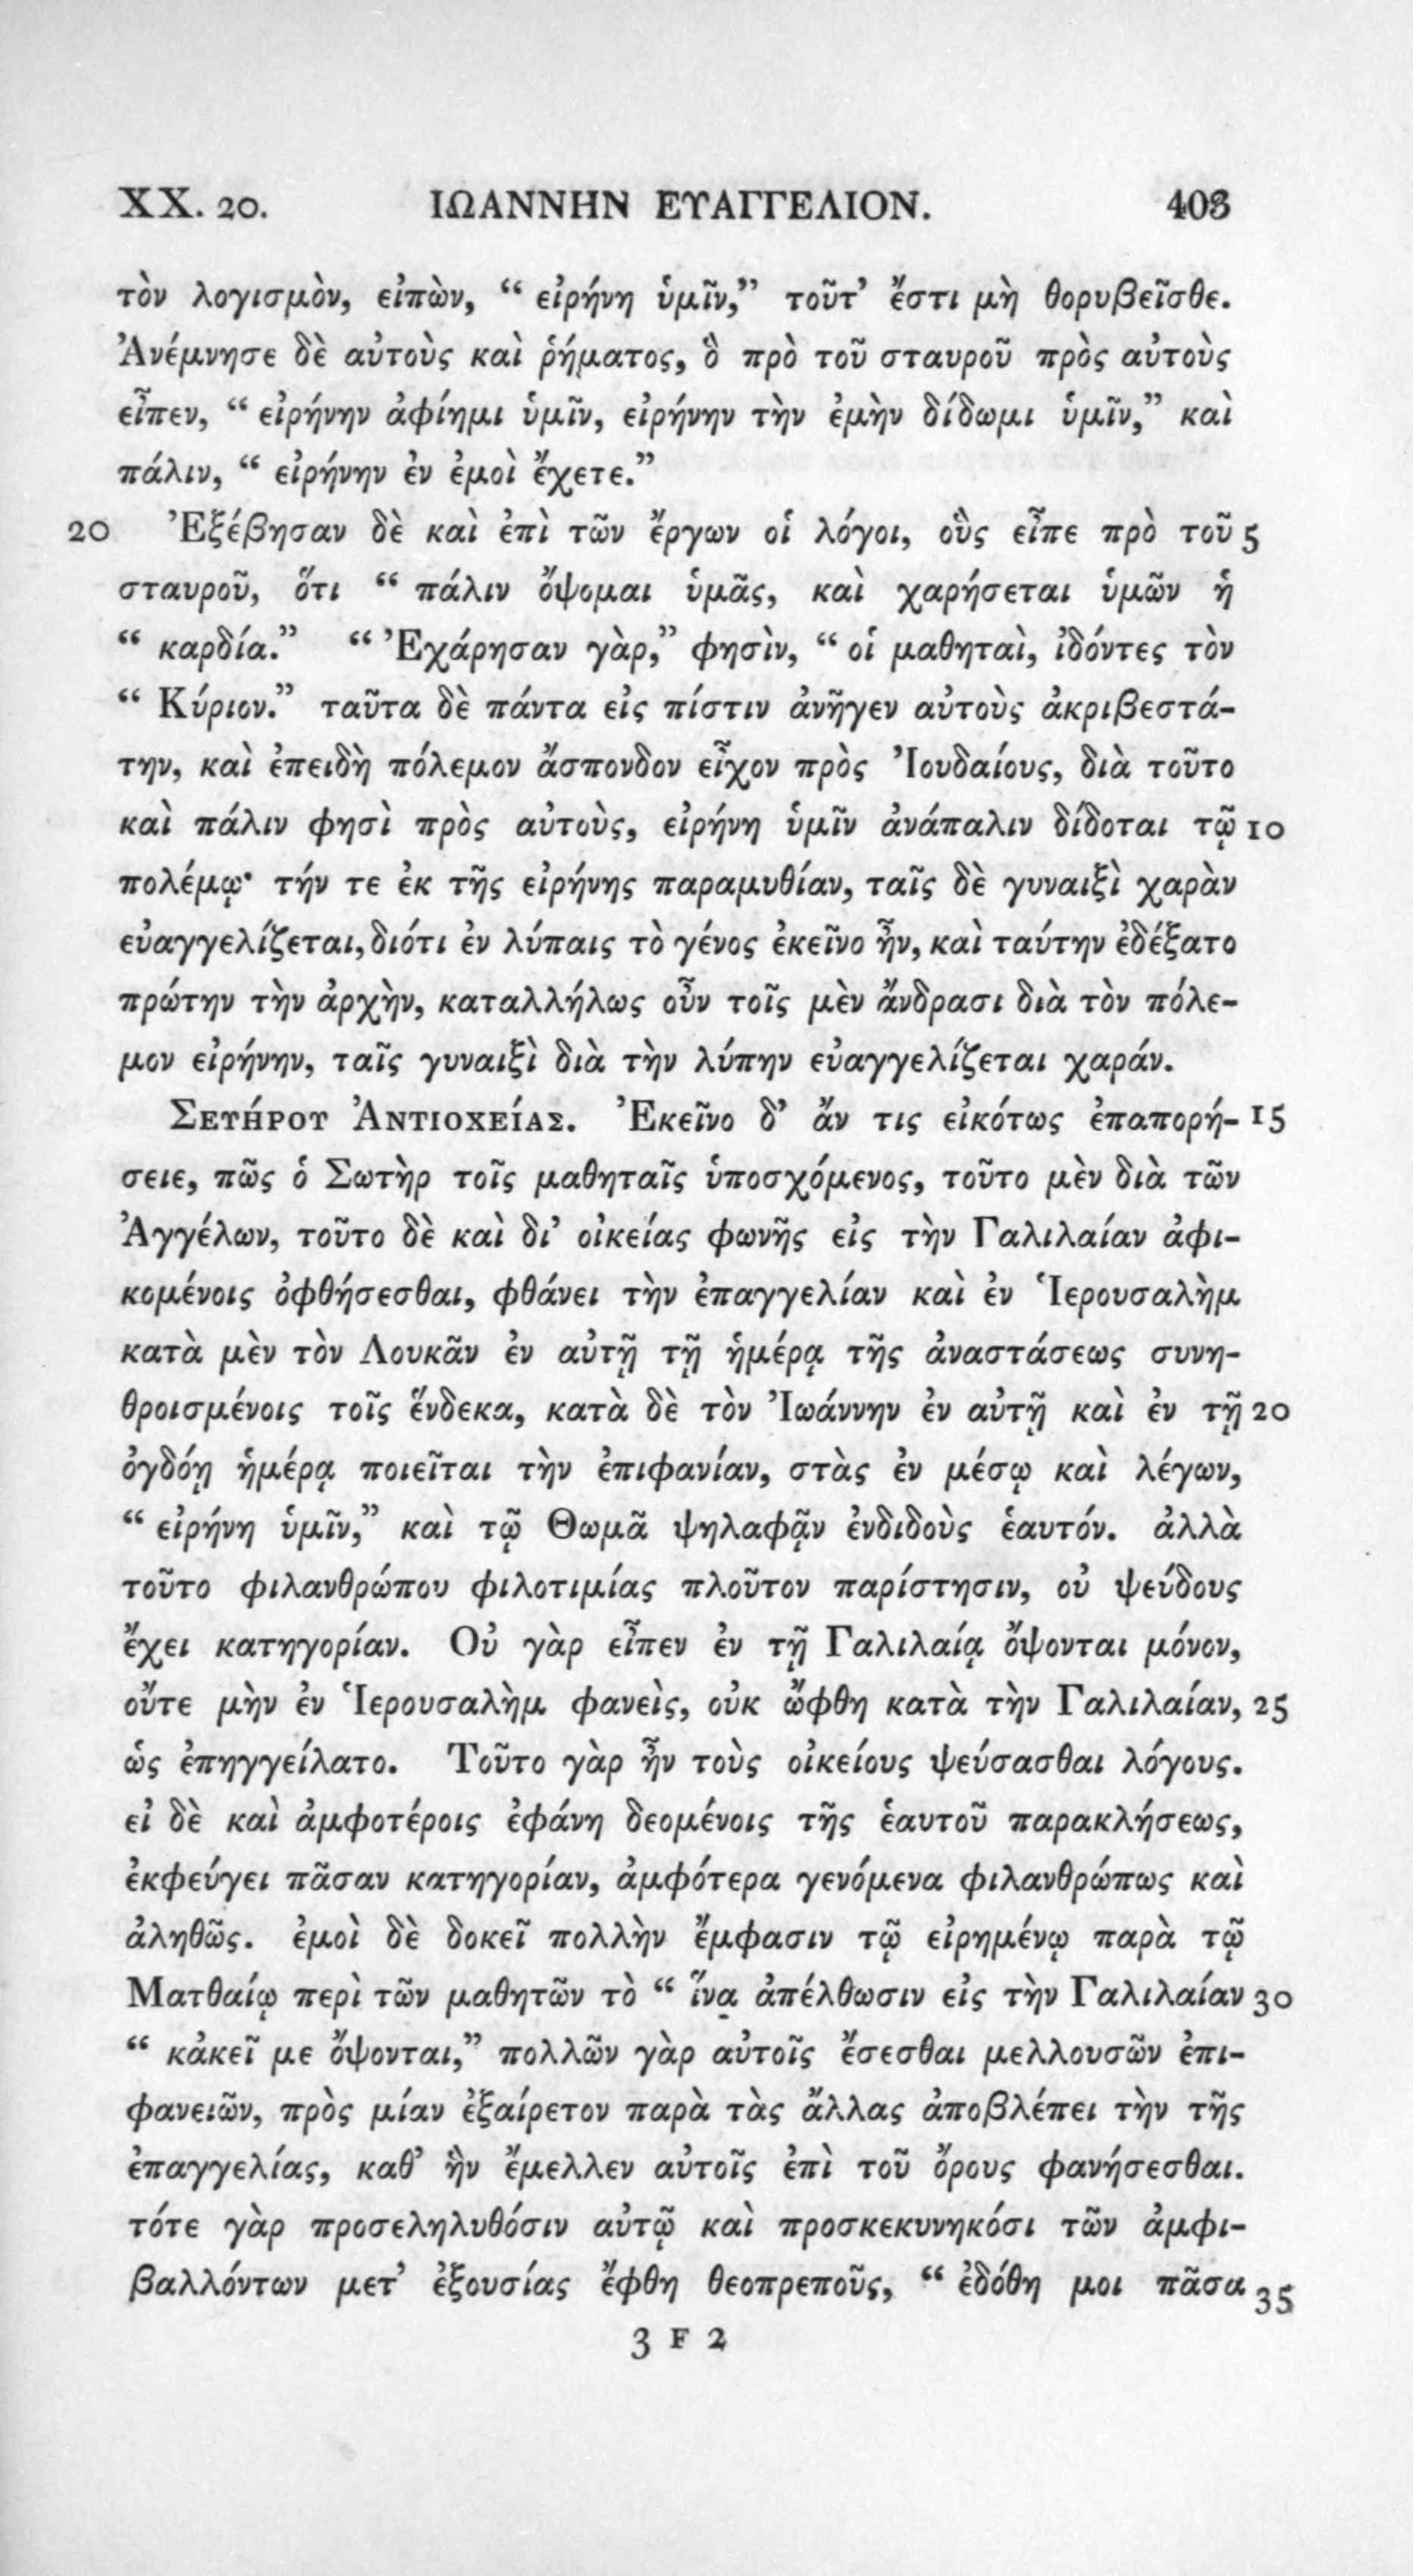 XX. 20. ΙΩΑΝΝΗΝ ΕΥΑΓΓΕΛΙΟΝ. 403
τὸν λογισμὸν, εἰπὼν, “ εἰρήνη ὑμῖν,” τοῦτ’ ἔστι μὴ θορυβεῖσθε.
Ἀνέμνησε δὲ αὐτοὺς καὶ ῥήματος, ὃ πρὸ τοῦ σταυροῦ πρὸς αὐτοὺς
εἶπεν, “ εἰρήνην ἀφίημι ὑμῖν, εἰρήνην τὴν ἐμὴν δίδωμι ὑμῖν,” καὶ
πάλιν, “ εἰρήνην ἐν ἐμοὶ ἔχετε.”
20 Ἐξέβησαν δὲ καὶ ἐπὶ τῶν ἔργων οἱ λόγοι, οὓς εἶπε πρὸ τοῦ 5
σταυροῦ, ὅτι “ πάλιν ὄψομαι ὑμᾶς, καὶ χαρήσεται ὑμῶν ἡ
“ καρδία.” “ Ἐχάρησαν γὰρ,” φησὶν, “ οἱ μαθηταὶ, ἰδόντες τὸν
“ Κύριον.” ταῦτα δὲ πάντα εἰς πίστιν ἀνῆγεν αὐτοὺς ἀκριβεστά-
την, καὶ ἐπειδὴ πόλεμον ἄσπονδον εἶχον πρὸς Ἰουδαίους, διὰ τοῦτο
καὶ πάλιν φησὶ πρὸς αὐτοὺς, εἰρήνη ὑμῖν ἀνάπαλιν δίδοται τῷ 10
πολέμῳ· τήν τε ἐκ τῆς εἰρήνης παραμυθίαν, ταῖς δὲ γυναιξὶ χαρὰν
εὐαγγελίζεται, διότι ἐν λύπαις τὸ γένος ἐκεῖνο ἦν, καὶ ταύτην ἐδέξατο
πρώτην τὴν ἀρχὴν, καταλλήλως οὖν τοῖς μὲν ἄνδρασι διὰ τὸν πόλε-
μον εἰρήνην, ταῖς γυναιξὶ διὰ τὴν λύπην εὐαγγελίζεται χαράν.
Σευήρου Ἀντιοχείας. Ἐκεῖνο δ’ ἄν τις εἰκότως ἐπαπορή- 15
σειε, πῶς ὁ Σωτὴρ τοῖς μαθηταῖς ὑποσχόμενος, τοῦτο μὲν διὰ τῶν
Ἀγγέλων, τοῦτο δὲ καὶ δι’ οἰκείας φωνῆς εἰς τὴν Γαλιλαίαν ἀφι-
κομένοις ὀφθήσεσθαι, φθάνει τὴν ἐπαγγελίαν καὶ ἐν Ἱερουσαλὴμ
κατὰ μὲν τὸν Λουκᾶν ἐν αὐτῇ τῇ ἡμέρᾳ τῆς ἀναστάσεως συνη-
θροισμένοις τοῖς ἕνδεκα, κατὰ δὲ τὸν Ἰωάννην ἐν αὐτῇ καὶ ἐν τῇ 20
ὀγδόῃ ἡμέρᾳ ποιεῖται τὴν ἐπιφανίαν, στὰς ἐν μέσῳ καὶ λέγων,
“ εἰρήνη ὑμῖν,” καὶ τῷ Θωμᾶ ψηλαφᾷν ἐνδιδοὺς ἑαυτόν. ἀλλὰ
τοῦτο φιλανθρώπου φιλοτιμίας πλοῦτον παρίστησιν, οὐ ψεύδους
ἔχει κατηγορίαν. Οὐ γὰρ εἶπεν ἐν τῇ Γαλιλαίᾳ ὄψονται μόνον,
οὔτε μὴν ἐν Ἱερουσαλὴμ φανεὶς, οὐκ ὤφθη κατὰ τὴν Γαλιλαίαν, 25
ὡς ἐπηγγείλατο. Τοῦτο γὰρ ἦν τοὺς οἰκείους ψεύσασθαι λόγους.
εἰ δὲ καὶ ἀμφοτέροις ἐφάνη δεομένοις τῆς ἑαυτοῦ παρακλήσεως,
ἐκφεύγει πᾶσαν κατηγορίαν, ἀμφότερα γενόμενα φιλανθρώπως καὶ
ἀληθῶς. ἐμοὶ δὲ δοκεῖ πολλὴν ἔμφασιν τῷ εἰρημένῳ παρὰ τῷ
Ματθαίῳ περὶ τῶν μαθητῶν τὸ “ ἵνα ἀπέλθωσιν εἰς τὴν Γαλιλαίαν 30
“ κἀκεῖ με ὄψονται,” πολλῶν γὰρ αὐτοῖς ἔσεσθαι μελλουσῶν ἐπι-
φανειῶν, πρὸς μίαν ἐξαίρετον παρὰ τὰς ἄλλας ἀποβλέπει τὴν τῆς
ἐπαγγελίας, καθ’ ἣν ἔμελλεν αὐτοῖς ἐπὶ τοῦ ὄρους φανήσεσθαι.
τότε γὰρ προσεληλυθόσιν αὐτῷ καὶ προσκεκυνηκόσι τῶν ἀμφι-
βαλλόντων μετ’ ἐξουσίας ἔφθη θεοπρεποῦς, “ ἐδόθη μοι πᾶσα 35
3 F 2